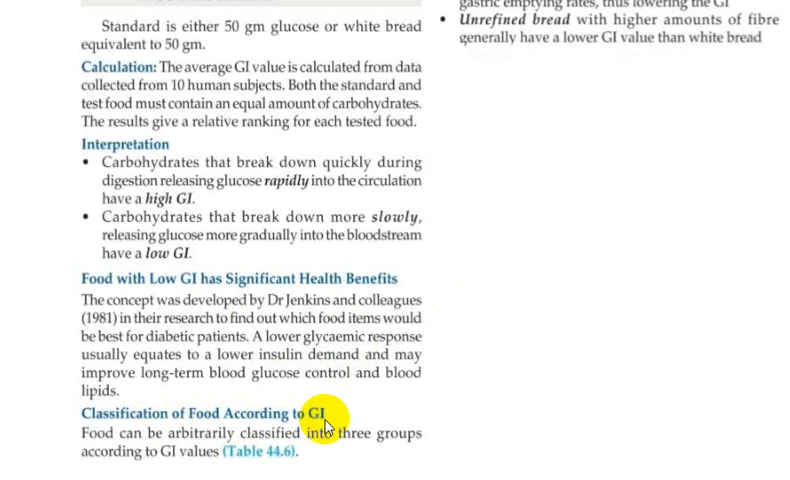 Standard is either 50 gm glucose or white bread
equivalent to 50 gm.
Calculation: The average GI value is calculated from data
collected from 10 human subjects. Both the standard and
test food must contain an equal amount of carbohydrates.
The results give a relative ranking for each tested food.
Interpretation
• Carbohydrates that break down quickly during
digestion releasing glucose rapidly into the circulation
have a high GI.
• Carbohydrates that break down more slowly,
releasing glucose more gradually into the bloodstream
have a low GI.
Food with Low GI has Significant Health Benefits
The concept was developed by Dr Jenkins and colleagues
(1981) in their research to find out which food items would
be best for diabetic patients. A lower glycaemic response
usually equates to a lower insulin demand and may
improve long-term blood glucose control and blood
lipids.
Classification of Food According to GI
Food can be arbitrarily classified into three groups
according to GI values (Table 44.6).
gastric emptying rates, thus lowering the GI
• Unrefined bread with higher amounts of fibre
generally have a lower GI value than white bread